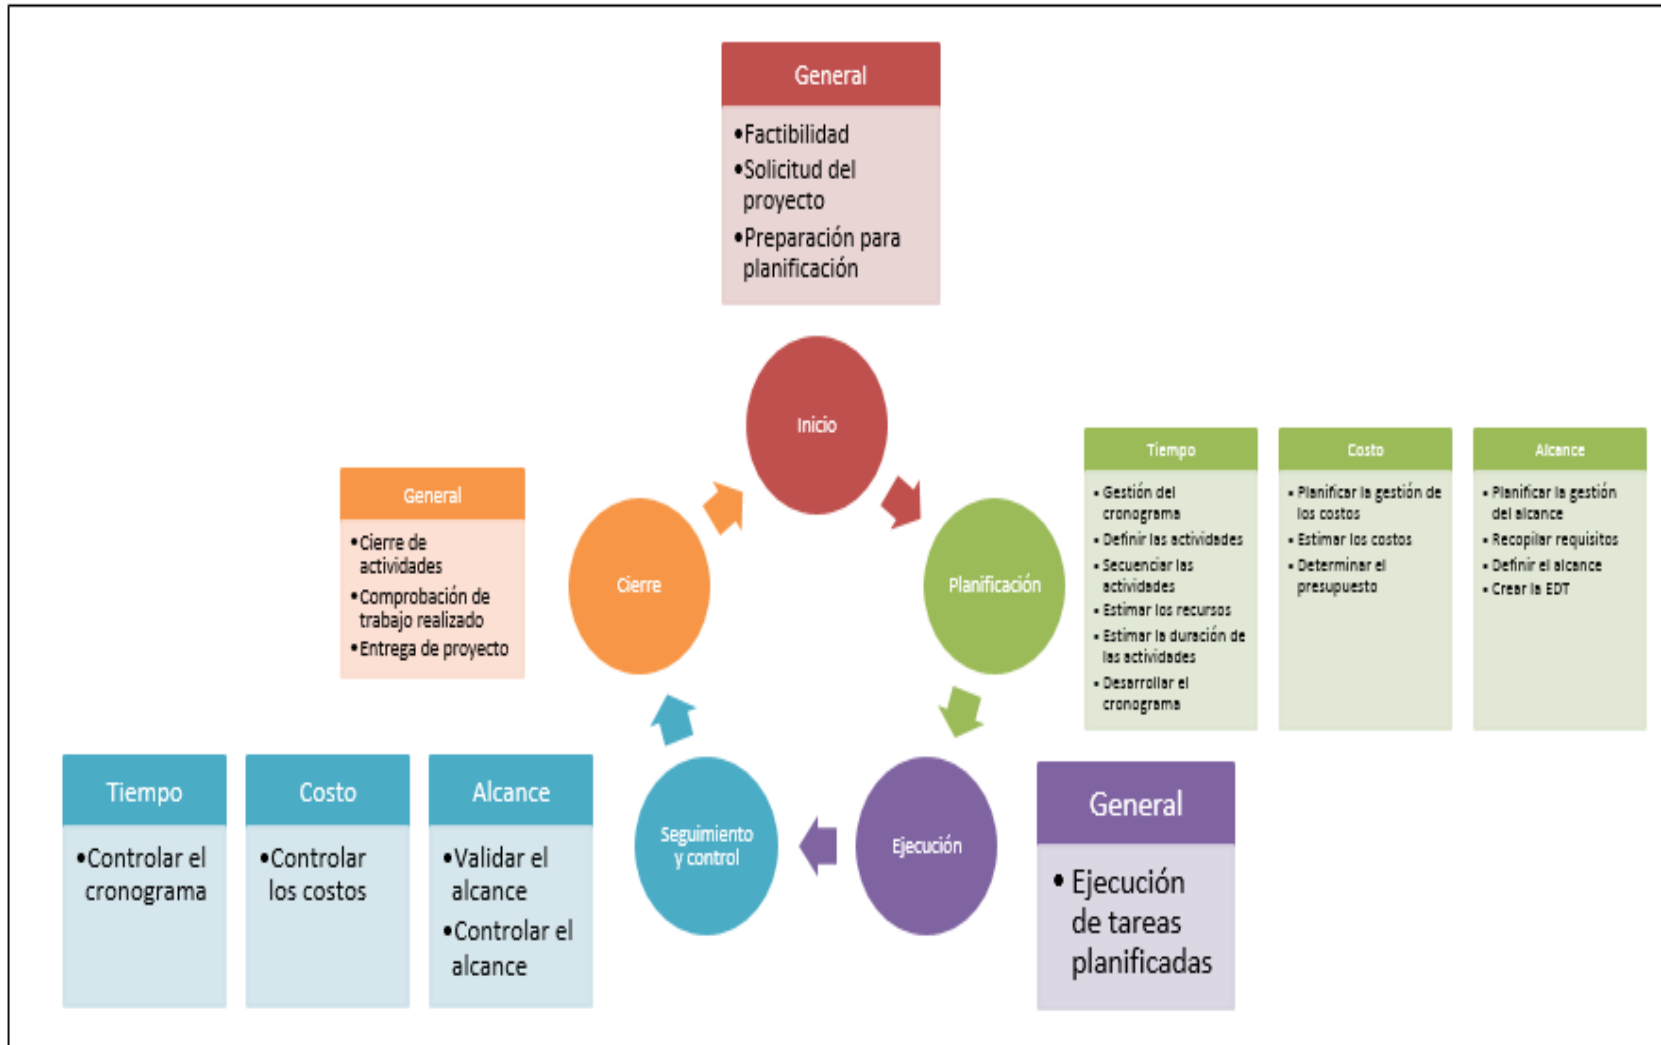 General
•Factibilidad
•Solicitud del
proyecto
•Preparación para
planificación
Inicio
General
•Cierre de
actividades
•Comprobación de
trabajo realizado
•Entrega de proyecto
Cierre
Planificación
Tiempo
▪ Gestión del
cronograma
▪ Definir las actividades
▪ Secuenciar las
actividades
▪ Estimar los recursos
▪ Estimar la duración de
las actividades
▪ Desarrollar el
cronograma
Costo
▪ Planificar la gestión de
los costos
▪ Estimar los costos
▪ Determinar el
presupuesto
Alcance
▪ Planificar la gestión
del alcance
▪ Recopilar requisitos
▪ Definir el alcance
▪ Crear la EDT
Tiempo
•Controlar el
cronograma
Costo
•Controlar
los costos
Alcance
•Validar el
alcance
•Controlar el
alcance
Seguimiento
y control
Ejecución
General
• Ejecución
de tareas
planificadas